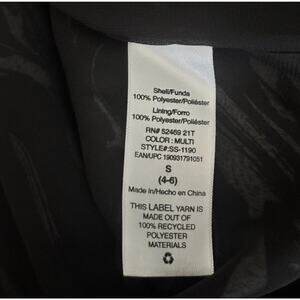 Shell/Funda
100% Polyester/Poliéster
Lining/Forro
100% Polyester/Poliéster
RN# 52469 21T
COLOR : MULTI
STYLE#:SS-1190
EAN/UPC 190931791051
S
(4-6)
Made in/Hecho en China
THIS LABEL YARN IS
MADE OUT OF
100% RECYCLED
POLYESTER
MATERIALS